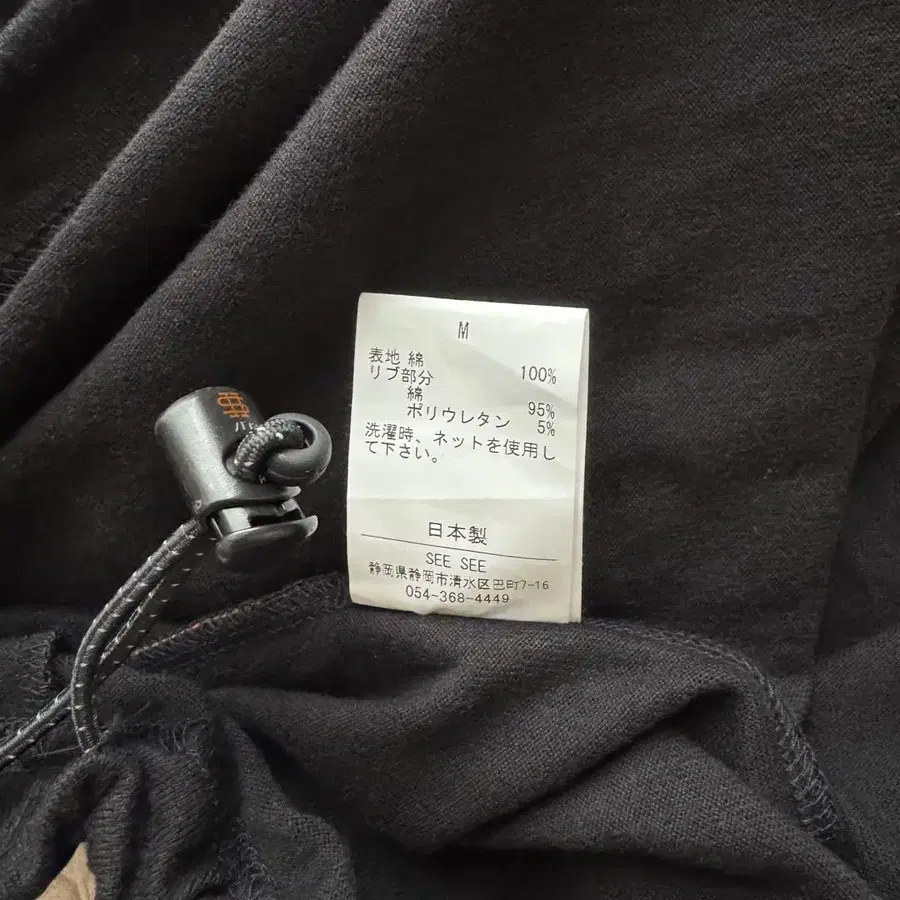 M
表地 綿 100%
リブ部分
綿 95%
ポリウレタン 5%
洗濯時、ネットを使用し
て下さい。
日本製
SEE SEE
静岡県静岡市清水区巴町7-16
054-368-4449